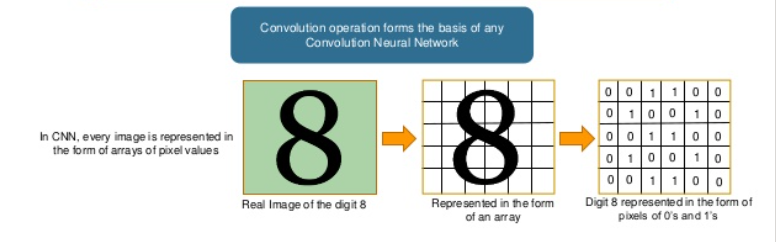 Convolution operation forms the basis of any
Convolution Neural Network
In CNN, every image is represented in
the form of arrays of pixel values
8
Real Image of the digit 8
8
Represented in the form
of an array
0 0 1 1 0 0
0 1 0 0 1 0
0 0 1 1 0 0
0 1 0 0 1 0
0 0 1 1 0 0
Digit 8 represented in the form of
pixels of 0's and 1's